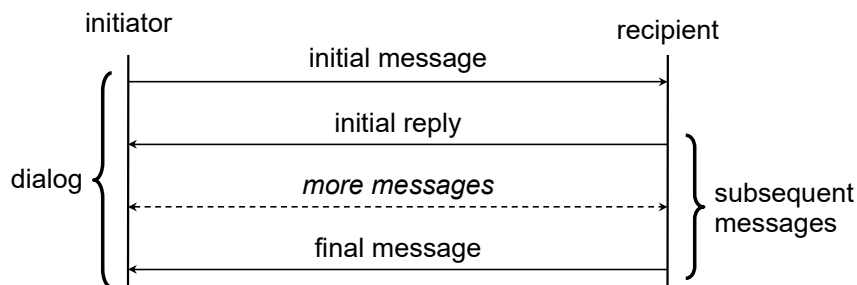 initiator
recipient
initial message
initial reply
dialog
more messages
subsequent
messages
final message